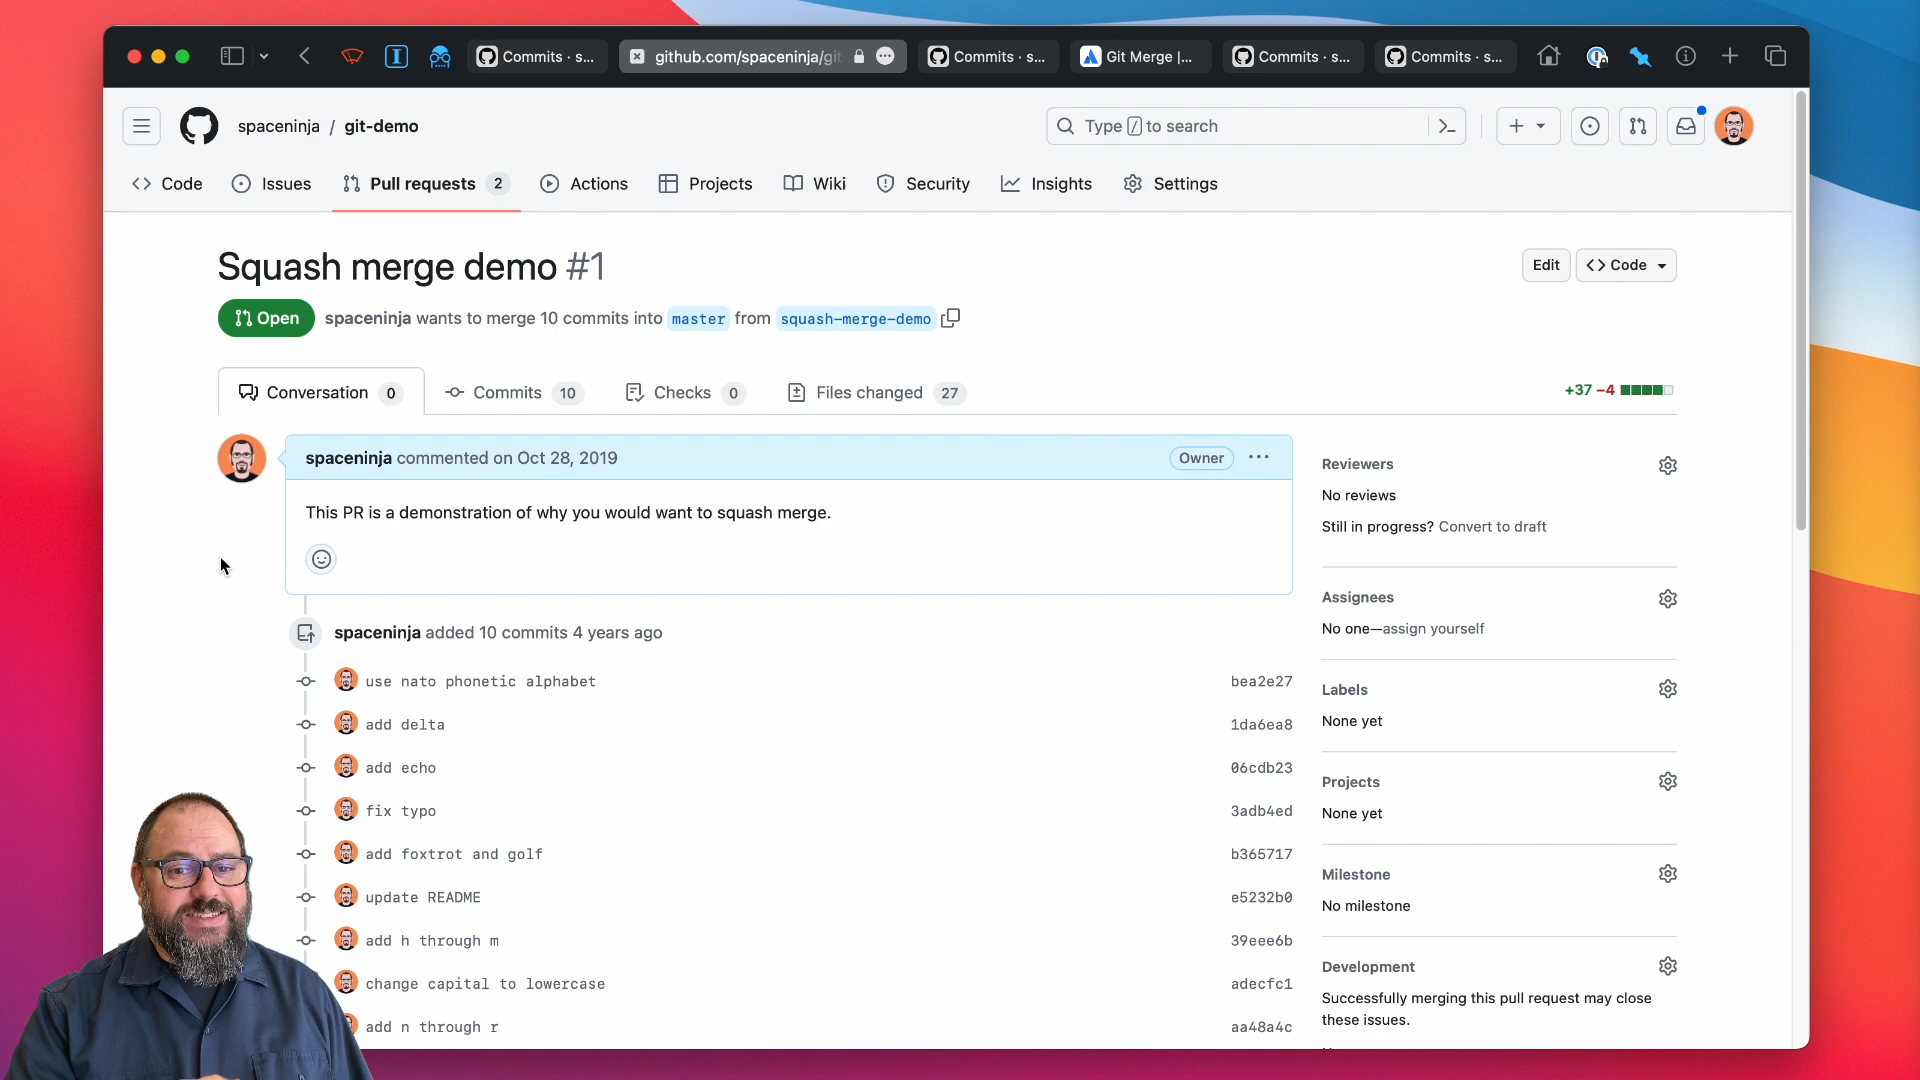 Commits · s...
github.com/spaceninja/git
Commits · s...
Git Merge |...
Commits · s...
Commits · s...
spaceninja / git-demo
Type / to search
Code
Issues
Pull requests 2
Actions
Projects
Wiki
Security
Insights
Settings
Squash merge demo #1
Edit
<> Code
Open
spaceninja wants to merge 10 commits into master from squash-merge-demo
Conversation 0
Commits 10
Checks 0
Files changed 27
+37 −4
spaceninja commented on Oct 28, 2019
Owner
This PR is a demonstration of why you would want to squash merge.
spaceninja added 10 commits 4 years ago
use nato phonetic alphabet bea2e27
add delta 1da6ea8
add echo 06cdb23
fix typo 3adb4ed
add foxtrot and golf b365717
update README e5232b0
add h through m 39eee6b
change capital to lowercase adecfc1
add n through r aa48a4c
Reviewers
No reviews
Still in progress? Convert to draft
Assignees
No one—assign yourself
Labels
None yet
Projects
None yet
Milestone
No milestone
Development
Successfully merging this pull request may close
these issues.